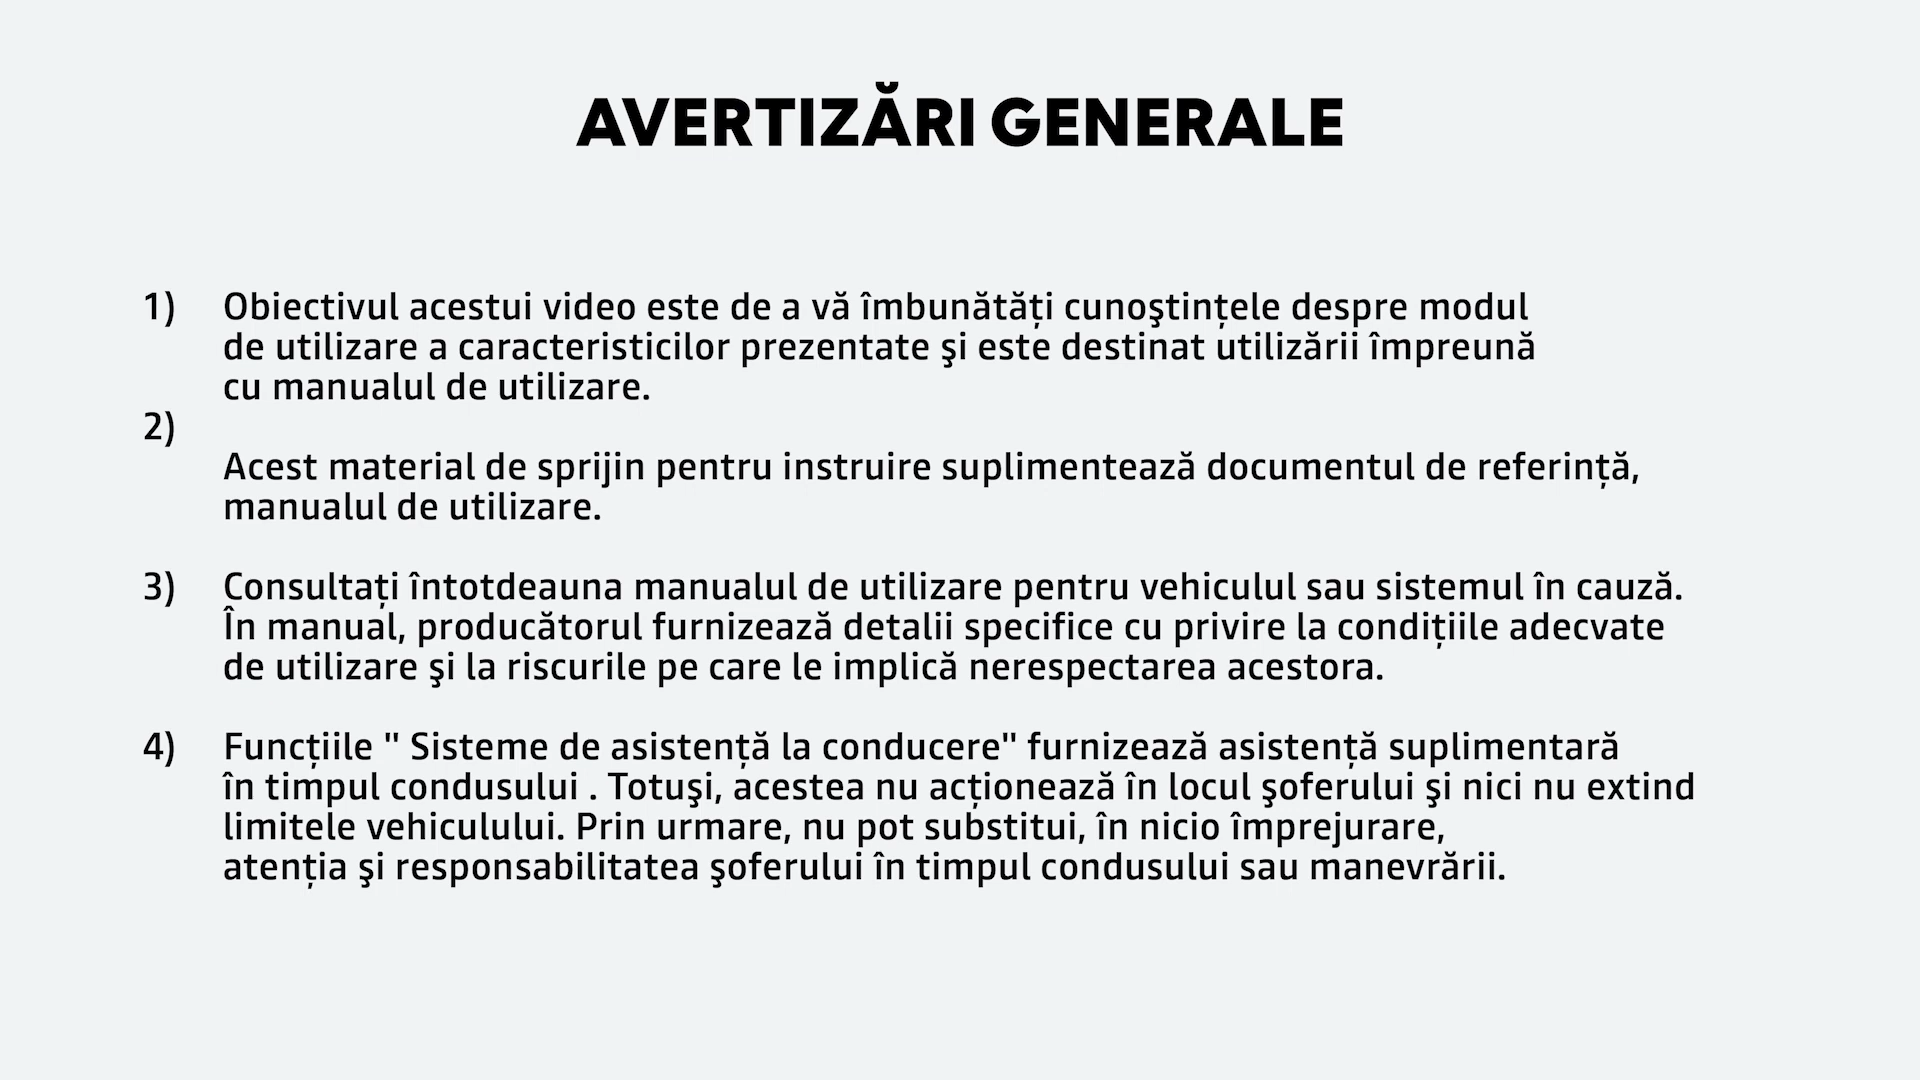 AVERTIZĂRI GENERALE
1) Obiectivul acestui video este de a vă îmbunătăți cunoştințele despre modul
de utilizare a caracteristicilor prezentate şi este destinat utilizării împreună
cu manualul de utilizare.
2)
Acest material de sprijin pentru instruire suplimentează documentul de referință,
manualul de utilizare.
3) Consultați întotdeauna manualul de utilizare pentru vehiculul sau sistemul în cauză.
În manual, producătorul furnizează detalii specifice cu privire la condițiile adecvate
de utilizare şi la riscurile pe care le implică nerespectarea acestora.
4) Funcțiile " Sisteme de asistență la conducere" furnizează asistență suplimentară
în timpul condusului . Totuşi, acestea nu acționează în locul şoferului şi nici nu extind
limitele vehiculului. Prin urmare, nu pot substitui, în nicio împrejurare,
atenția şi responsabilitatea şoferului în timpul condusului sau manevrării.